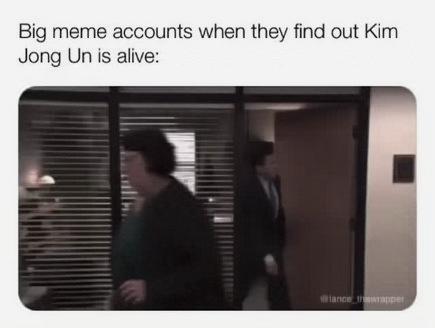 Big meme accounts when they find out Kim
Jong Un is alive:
@lance_thewrapper